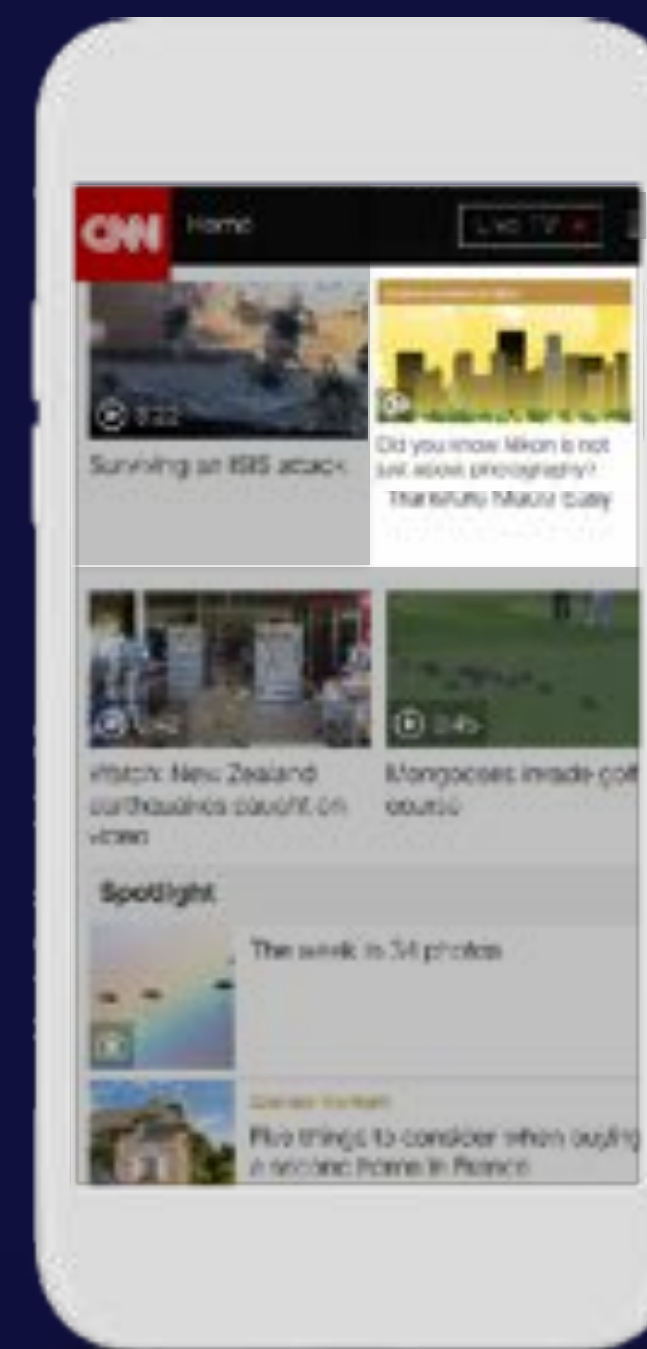 CNN
Home
Live TV
Surviving an ISIS attack
Did you know Nikon is not
just about photography?
Watch: New Zealand
earthquakes caught on
video
0:45
Mongooses invade golf
course
Spotlight
The week in 34 photos
Five things to consider when buying
a second home in France